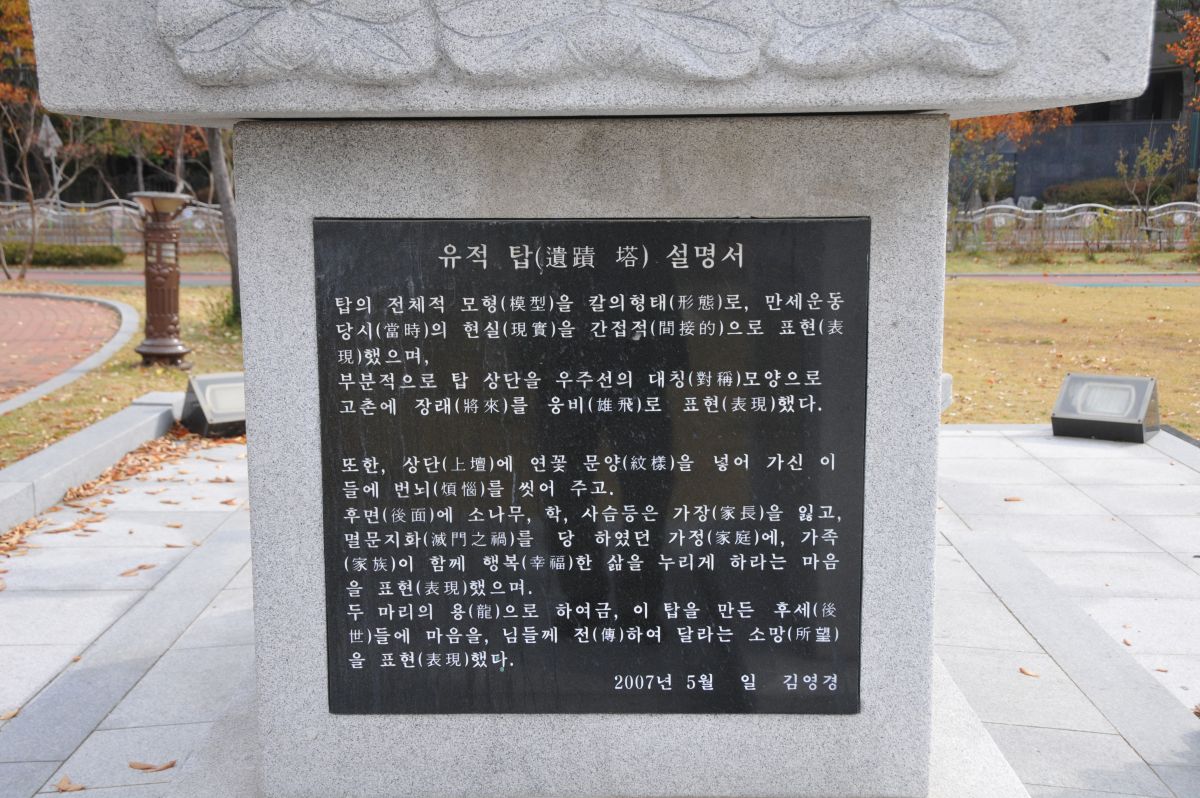 유적 탑(遺蹟 塔) 설명서
탑의 전체적 모형(模型)을 칼의형태(形態)로, 만세운동
당시(當時)의 현실(現實)을 간접적(間接的)으로 표현(表
現)했으며,
부분적으로 탑 상단을 우주선의 대칭(對稱)모양으로
고촌에 장래(將來)를 웅비(雄飛)로 표현(表現)했다.
또한, 상단(上壇)에 연꽃 문양(紋樣)을 넣어 가신 이
들에 번뇌(煩惱)를 씻어 주고.
후면(後面)에 소나무, 학, 사슴등은 가장(家長)을 잃고,
멸문지화(滅門之禍)를 당 하였던 가정(家庭)에, 가족
(家族)이 함께 행복(幸福)한 삶을 누리게 하라는 마음
을 표현(表現)했으며.
두 마리의 용(龍)으로 하여금, 이 탑을 만든 후세(後
世)들에 마음을, 님들께 전(傳)하여 달라는 소망(所望)
을 표현(表現)했다.
2007년 5월 일 김영경